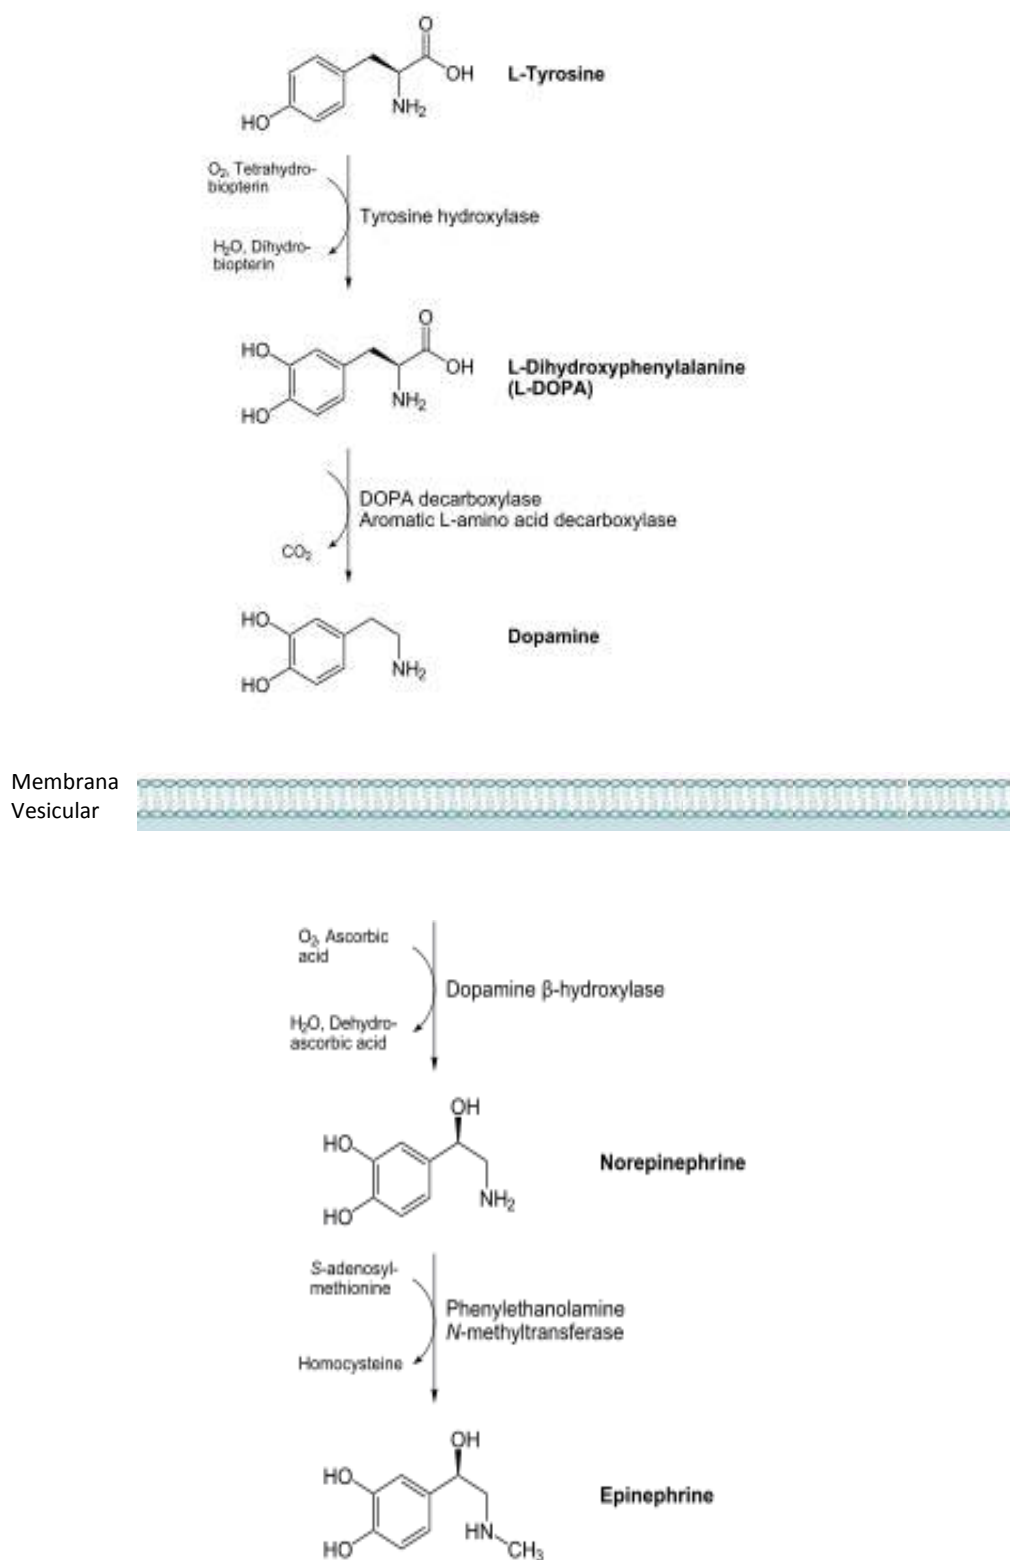 O
OH
NH₂
HO
L-Tyrosine
O₂, Tetrahydro-
biopterin
Tyrosine hydroxylase
H₂O, Dihydro-
biopterin
O
HO
OH
HO
NH₂
L-Dihydroxyphenylalanine
(L-DOPA)
DOPA decarboxylase
Aromatic L-amino acid decarboxylase
CO₂
HO
HO
NH₂
Dopamine
Membrana
Vesicular
O₂, Ascorbic
acid
Dopamine β-hydroxylase
H₂O, Dehydro-
ascorbic acid
OH
HO
HO
NH₂
Norepinephrine
S-adenosyl-
methionine
Phenylethanolamine
N-methyltransferase
Homocysteine
OH
HO
HO
HN
CH₃
Epinephrine